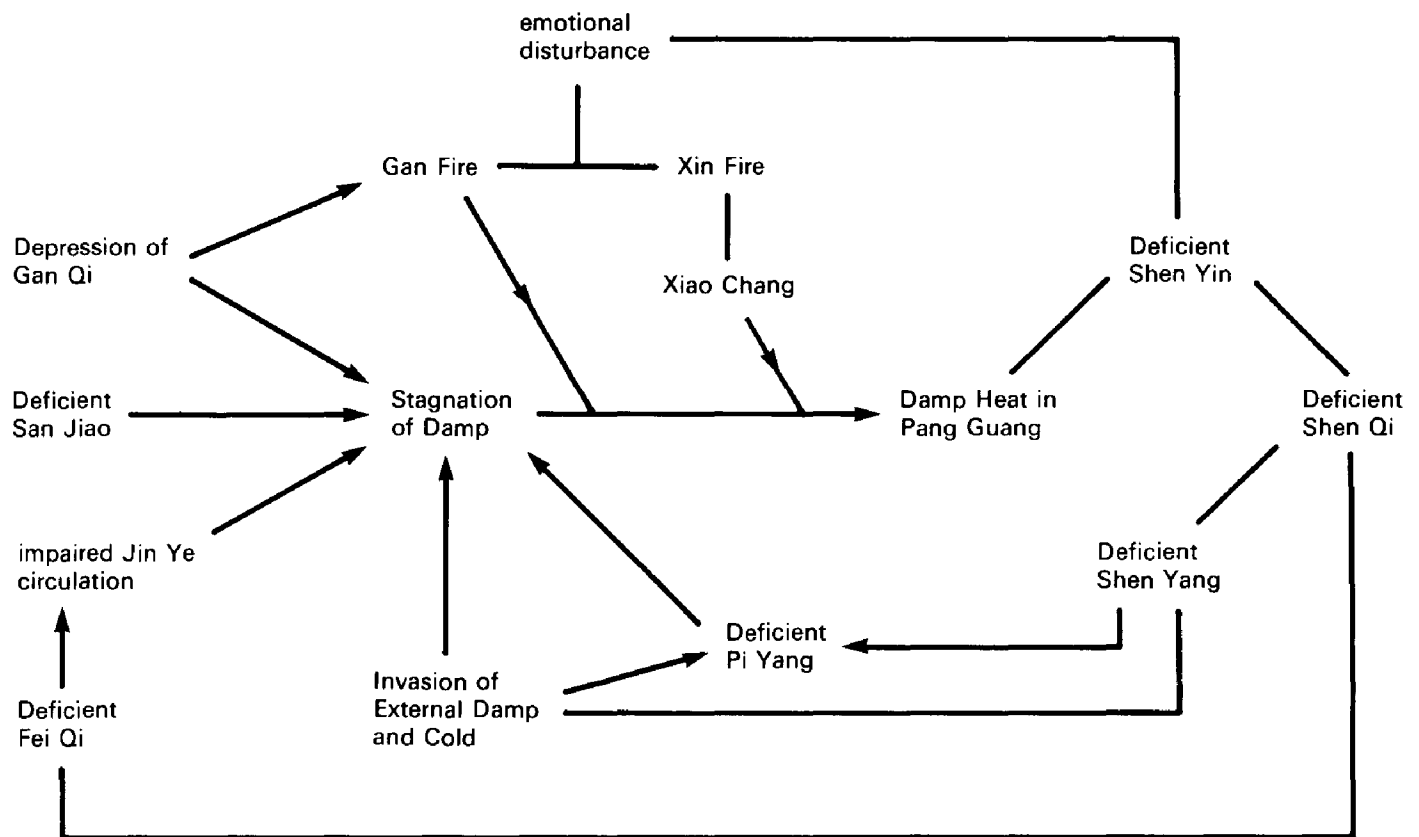 emotional
disturbance
Gan Fire
Xin Fire
Depression of
Gan Qi
Deficient
Shen Yin
Xiao Chang
Deficient
San Jiao
Stagnation
of Damp
Damp Heat in
Pang Guang
Deficient
Shen Qi
impaired Jin Ye
circulation
Deficient
Shen Yang
Deficient
Pi Yang
Invasion of
External Damp
and Cold
Deficient
Fei Qi